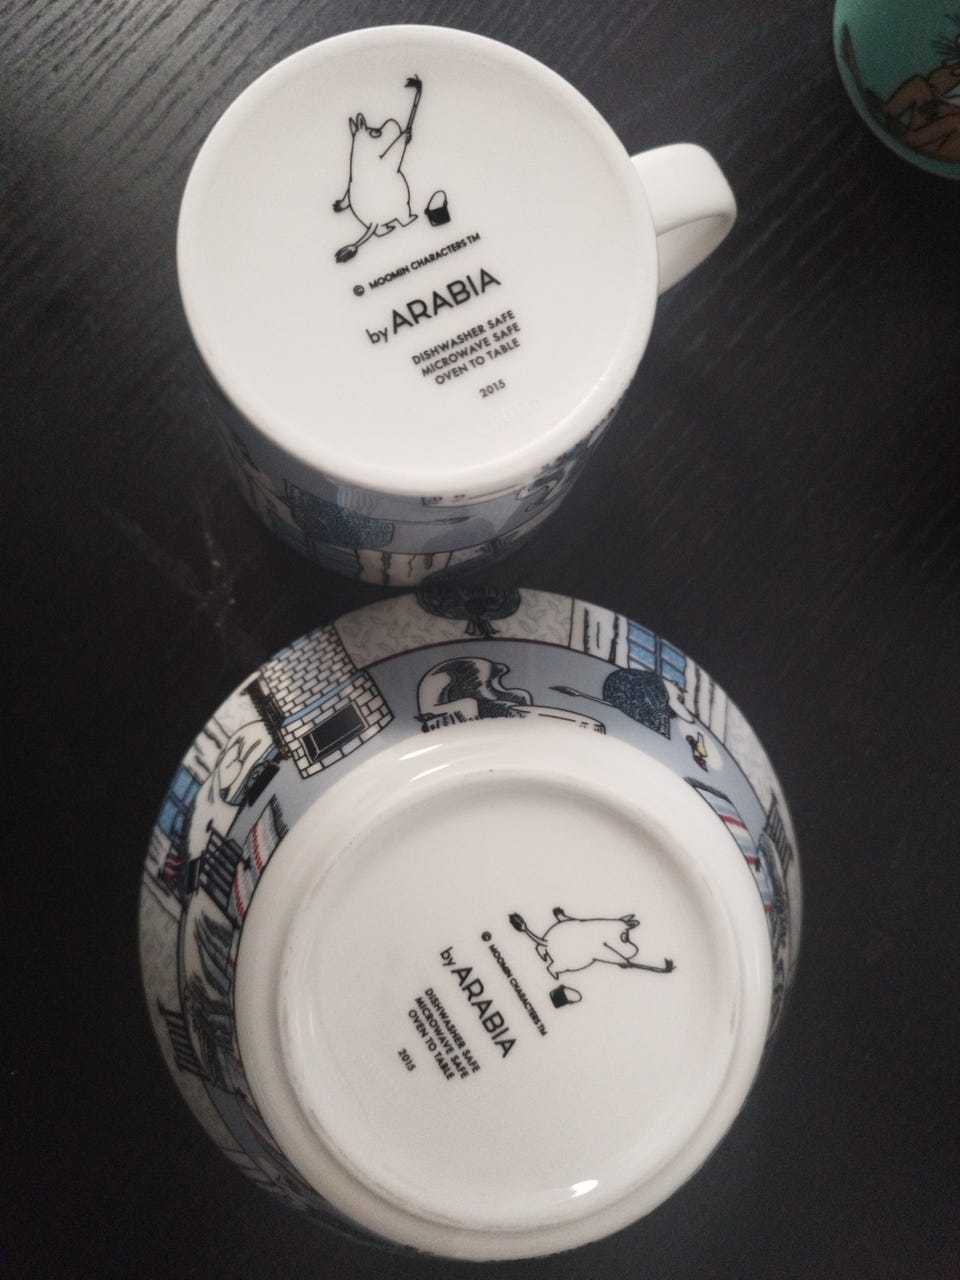 © MOOMIN CHARACTERS TM
by ARABIA
DISHWASHER SAFE
MICROWAVE SAFE
OVEN TO TABLE
2015
© MOOMIN CHARACTERS TM
by ARABIA
DISHWASHER SAFE
MICROWAVE SAFE
OVEN TO TABLE
2015